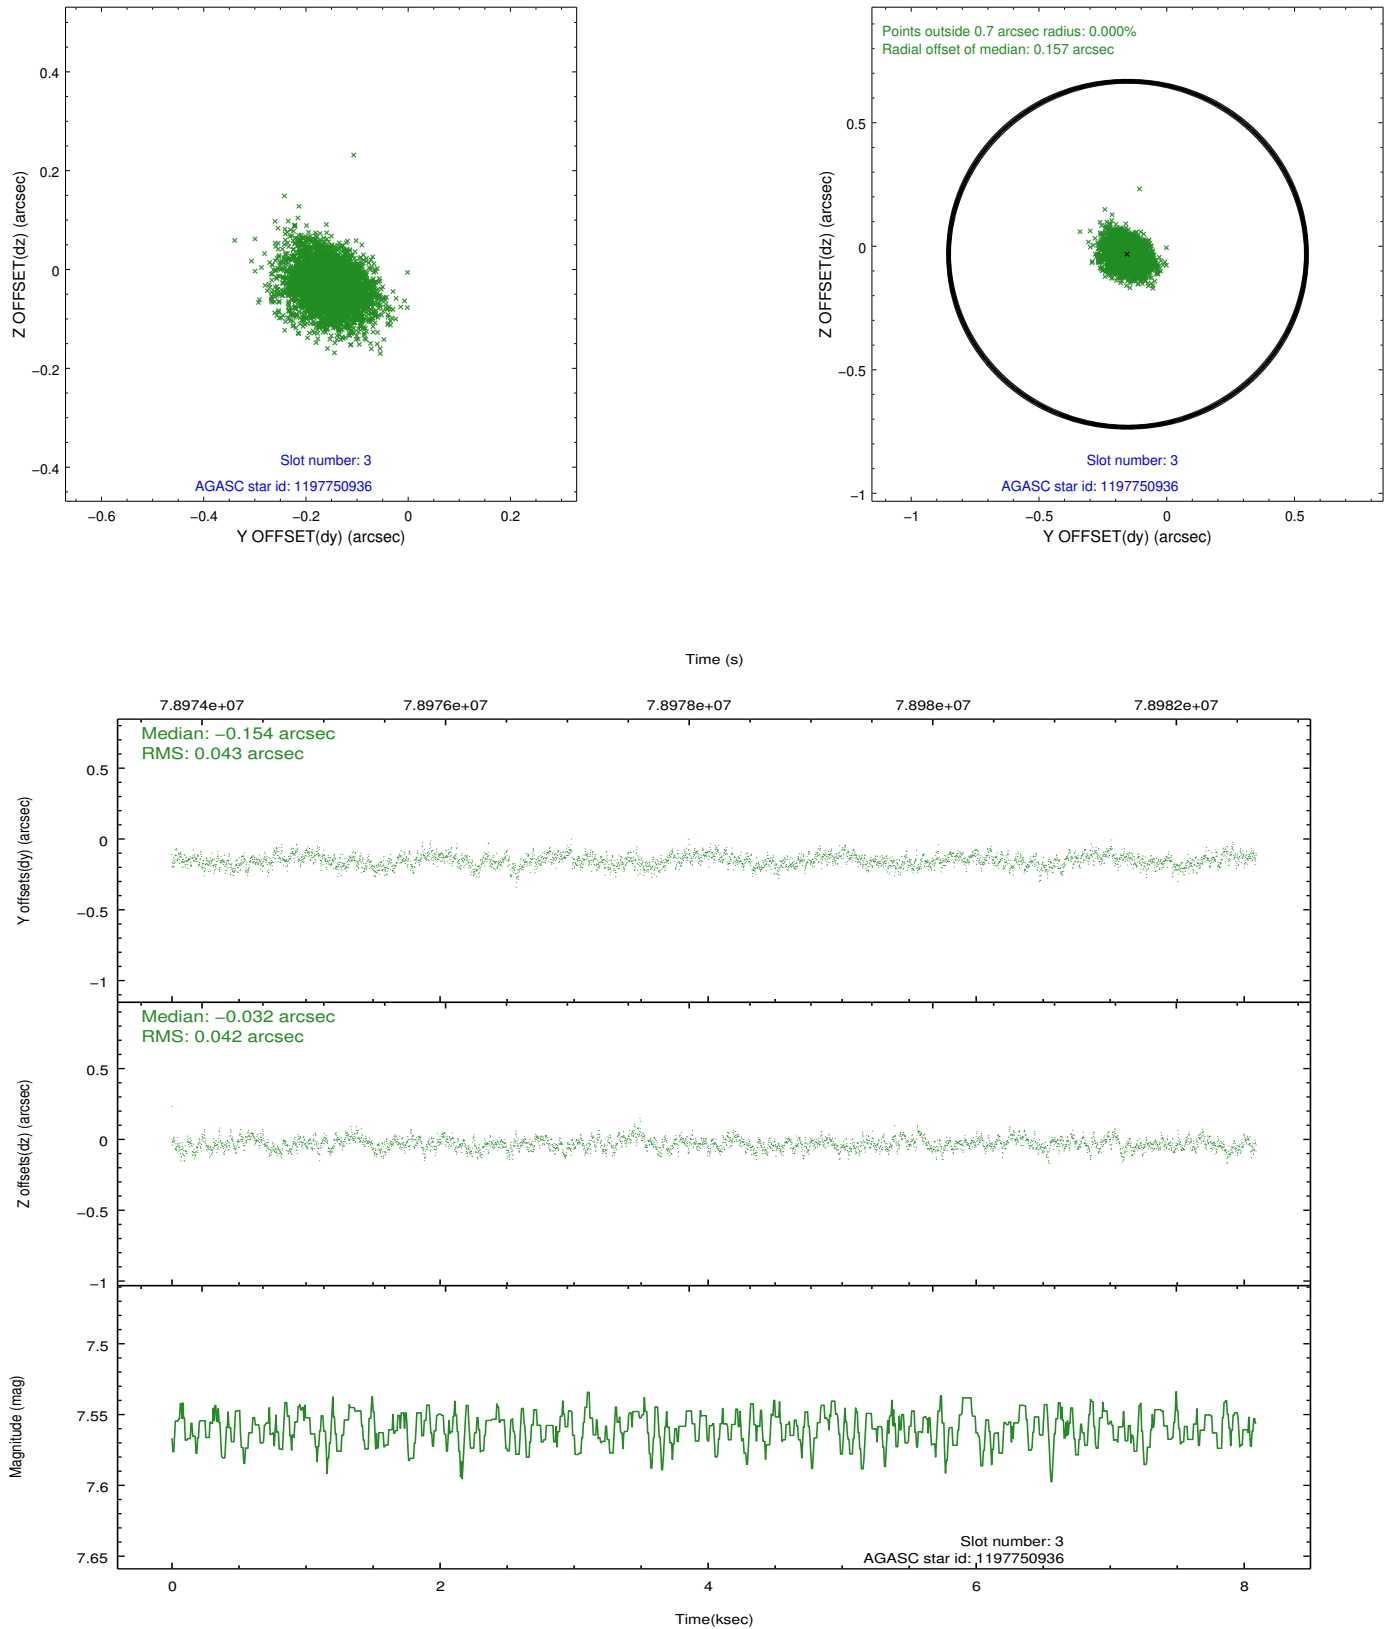 0.4
0.2
0
−0.2
−0.4
Z OFFSET(dz) (arcsec)
Slot number: 3
AGASC star id: 1197750936
−0.6 −0.4 −0.2 0 0.2
Y OFFSET(dy) (arcsec)
Points outside 0.7 arcsec radius: 0.000%
Radial offset of median: 0.157 arcsec
0.5
0
−0.5
−1
Z OFFSET(dz) (arcsec)
Slot number: 3
AGASC star id: 1197750936
−1 −0.5 0 0.5
Y OFFSET(dy) (arcsec)
Time (s)
7.8974e+07 7.8976e+07 7.8978e+07 7.898e+07 7.8982e+07
Median: −0.154 arcsec
RMS: 0.043 arcsec
0.5
0
−0.5
−1
Y offsets(dy) (arcsec)
Median: −0.032 arcsec
RMS: 0.042 arcsec
0.5
0
−0.5
−1
Z offsets(dz) (arcsec)
7.5
7.55
7.6
7.65
Magnitude (mag)
Slot number: 3
AGASC star id: 1197750936
0 2 4 6 8
Time(ksec)